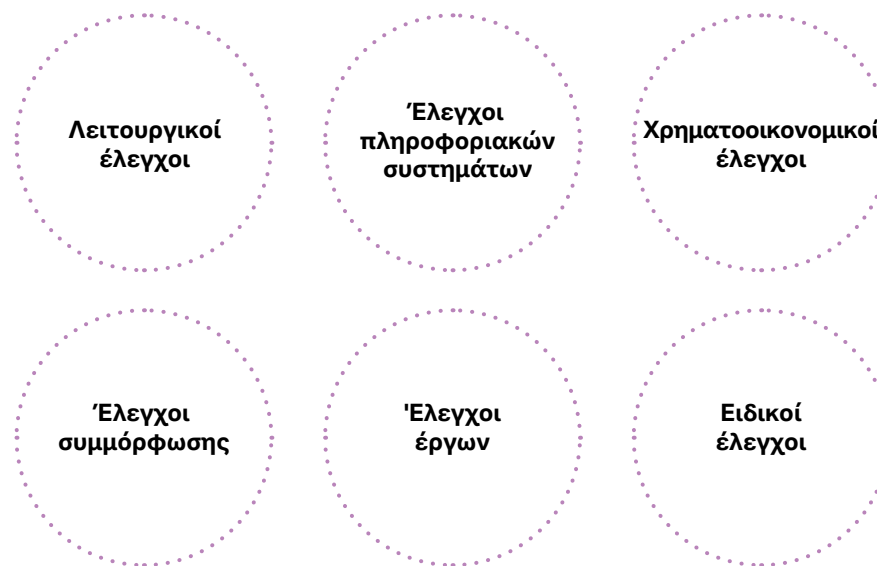 Λειτουργικοί
έλεγχοι
Έλεγχοι
πληροφοριακών
συστημάτων
Χρηματοοικονομικοί
έλεγχοι
Έλεγχοι
συμμόρφωσης
'Ελεγχοι
έργων
Ειδικοί
έλεγχοι